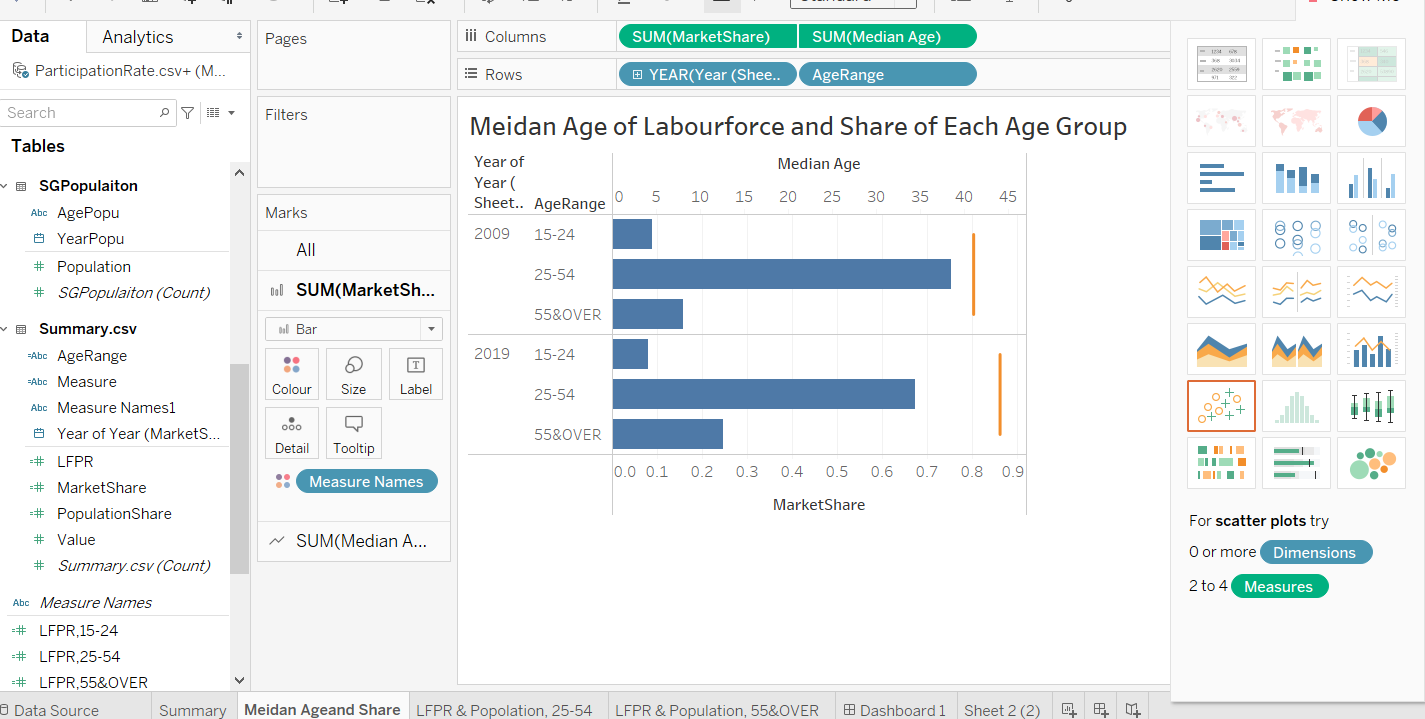 Data
Analytics
ParticipationRate.csv+ (M...
Search
Tables
SGPopulaiton
Abc AgePopu
YearPopu
# Population
# SGPopulaiton (Count)
Summary.csv
=Abc AgeRange
=Abc Measure
Abc Measure Names1
Year of Year (MarketS...
=# LFPR
=# MarketShare
=# PopulationShare
# Value
# Summary.csv (Count)
Abc Measure Names
=# LFPR,15-24
=# LFPR,25-54
=# LFPR,55&OVER
Pages
Filters
Marks
All
SUM(MarketSh...
Bar
Colour
Size
T
Label
Detail
Tooltip
Measure Names
SUM(Median A...
Columns
SUM(MarketShare)
SUM(Median Age)
Rows
YEAR(Year (Shee..
AgeRange
Meidan Age of Labourforce and Share of Each Age Group
Year of
Year (
Sheet..
AgeRange
Median Age
0 5 10 15 20 25 30 35 40 45
2009
15-24
25-54
55&OVER
2019
15-24
25-54
55&OVER
0.0 0.1 0.2 0.3 0.4 0.5 0.6 0.7 0.8 0.9
MarketShare
For scatter plots try
0 or more Dimensions
2 to 4 Measures
Data Source
Summary
Meidan Ageand Share
LFPR & Popolation, 25-54
LFPR & Population, 55&OVER
Dashboard 1
Sheet 2 (2)